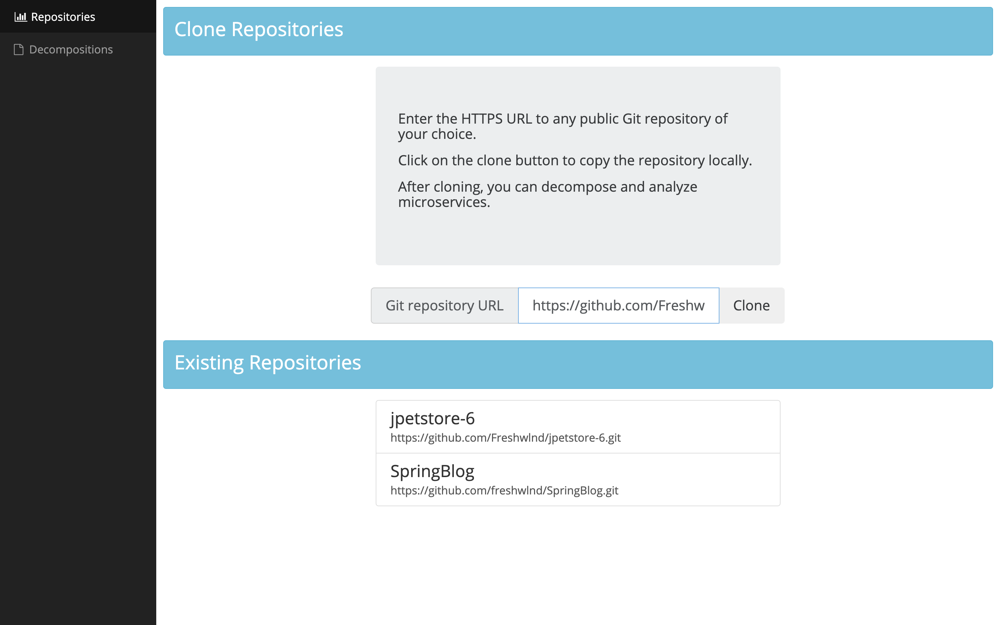 Repositories
Decompositions
Clone Repositories
Enter the HTTPS URL to any public Git repository of
your choice.
Click on the clone button to copy the repository locally.
After cloning, you can decompose and analyze
microservices.
Git repository URL https://github.com/Freshw Clone
Existing Repositories
jpetstore-6
https://github.com/Freshwlnd/jpetstore-6.git
SpringBlog
https://github.com/freshwlnd/SpringBlog.git